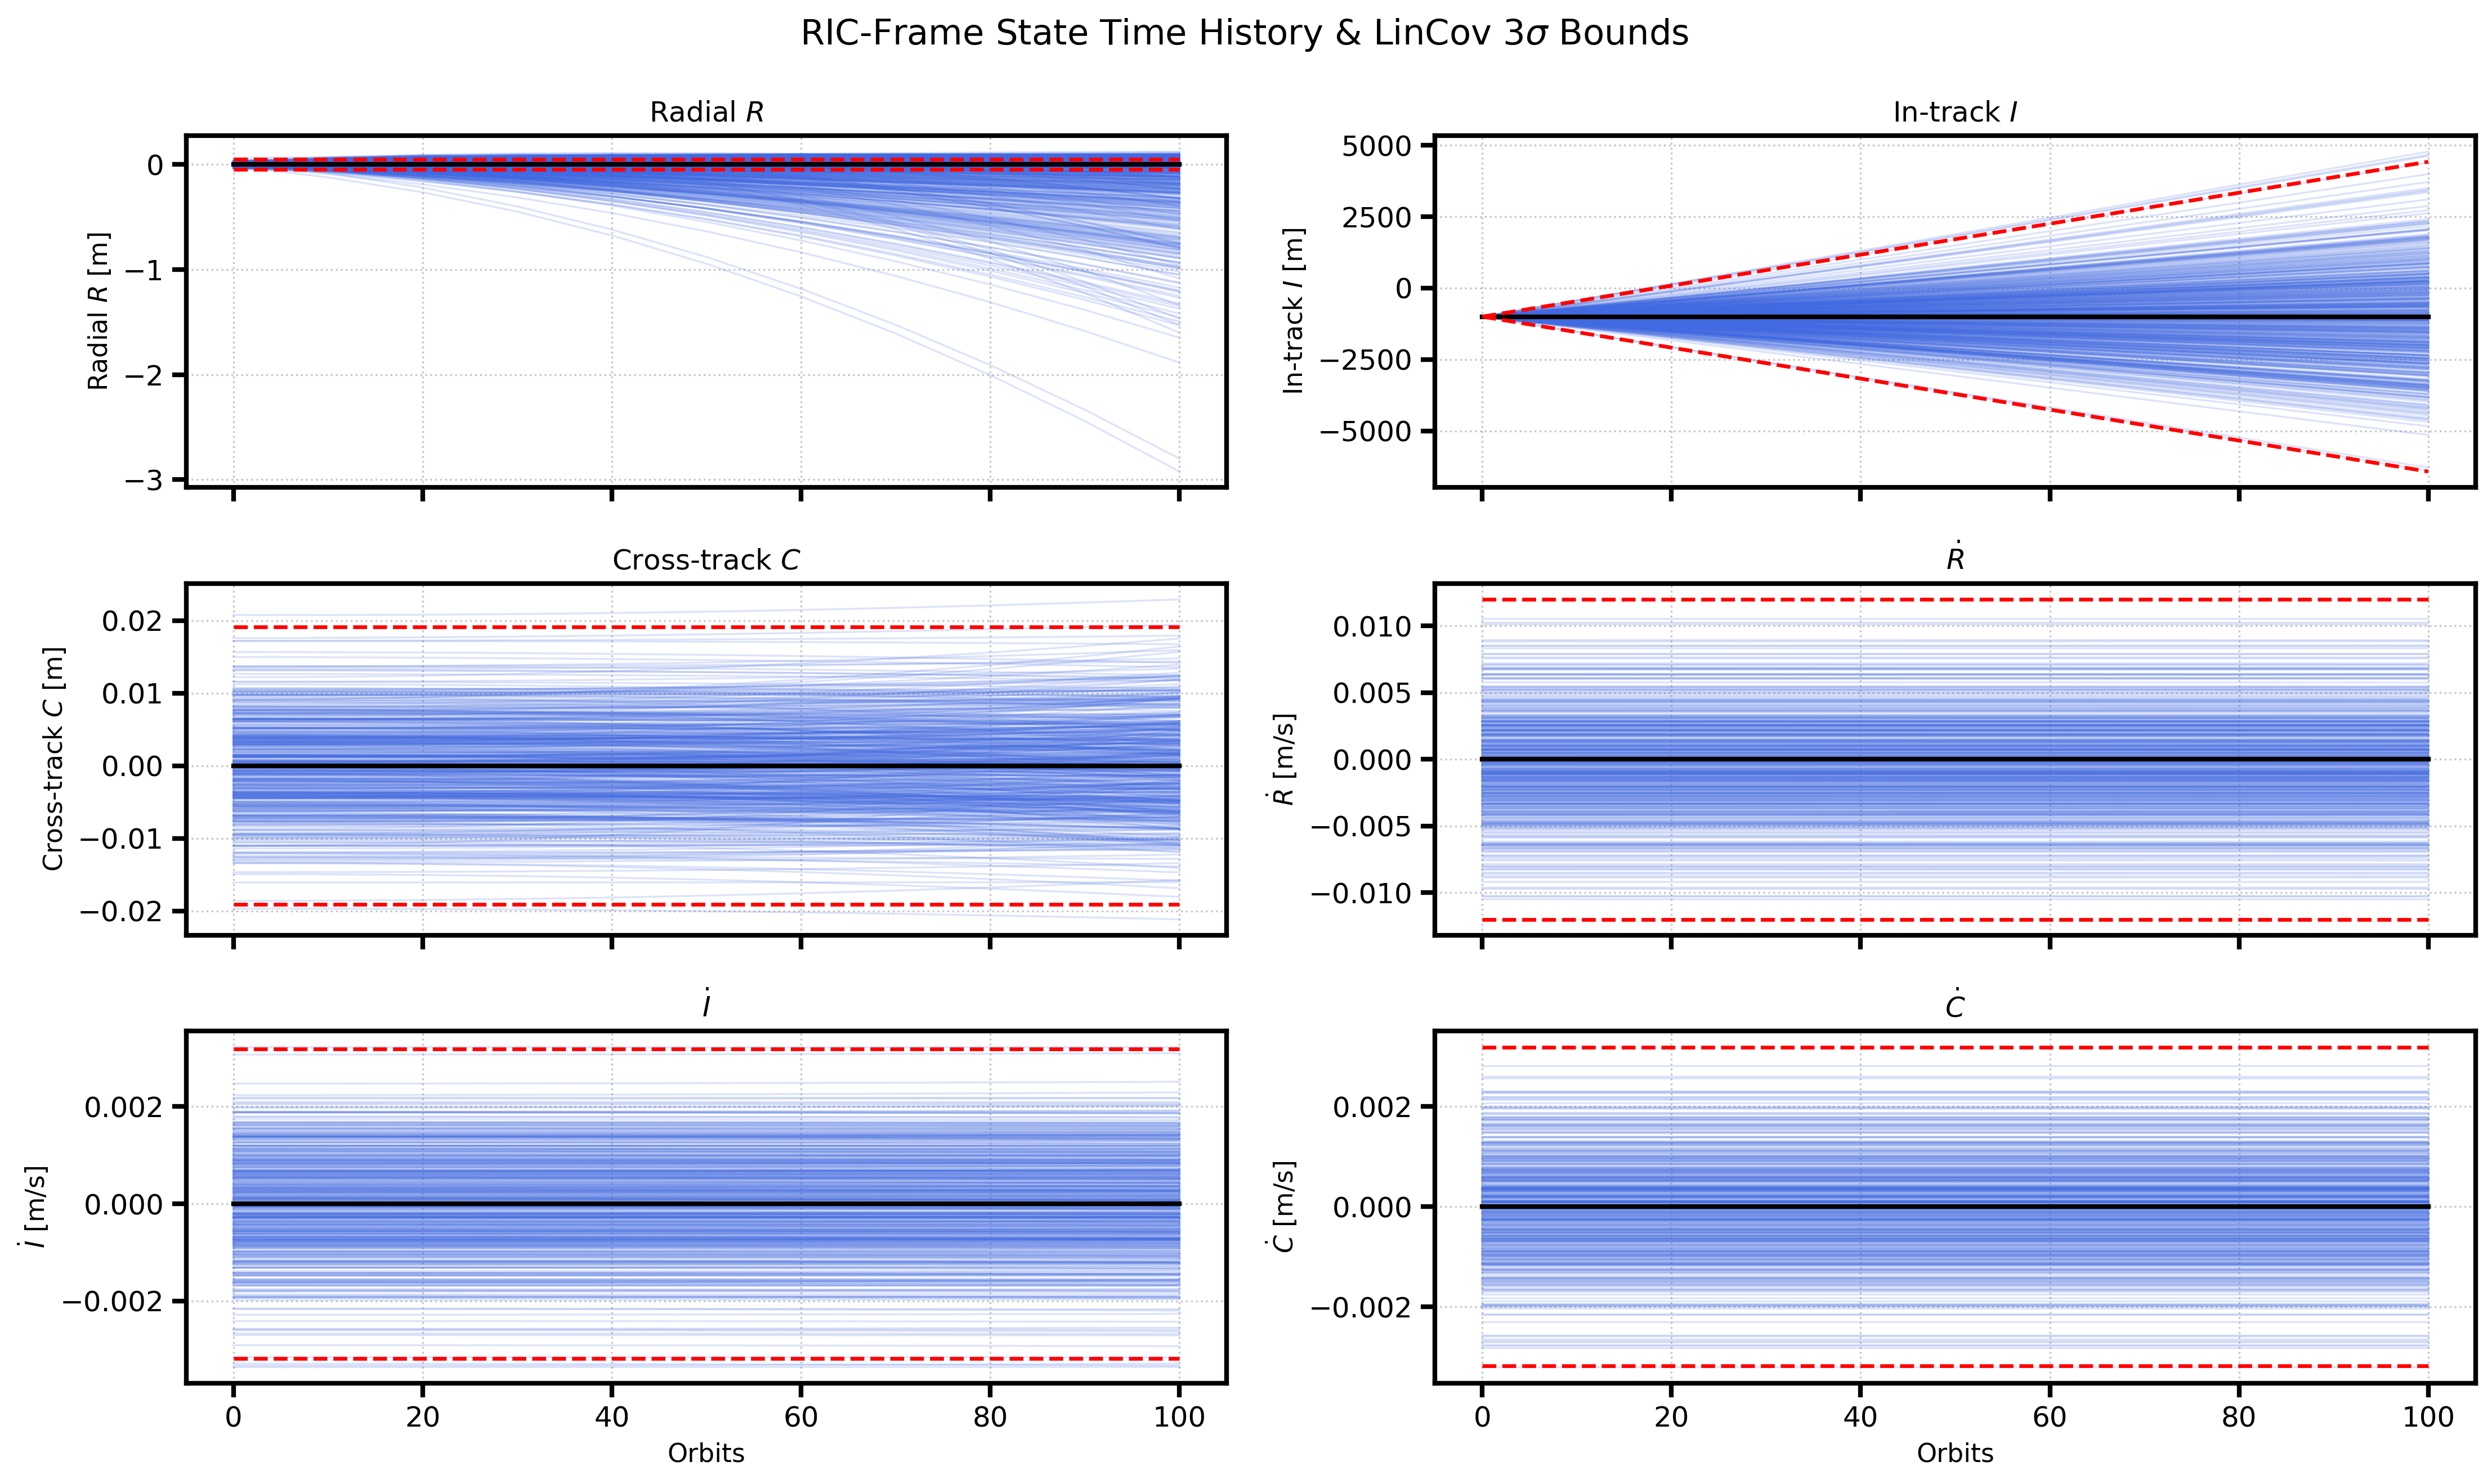 RIC-Frame State Time History & LinCov 3σ Bounds
Radial R
Radial R [m]
0
−1
−2
−3
In-track I
In-track I [m]
5000
2500
0
−2500
−5000
Cross-track C
Cross-track C [m]
0.02
0.01
0.00
−0.01
−0.02
Ṙ
Ṙ [m/s]
0.010
0.005
0.000
−0.005
−0.010
İ
İ [m/s]
0.002
0.000
−0.002
0 20 40 60 80 100
Orbits
Ċ
Ċ [m/s]
0.002
0.000
−0.002
0 20 40 60 80 100
Orbits